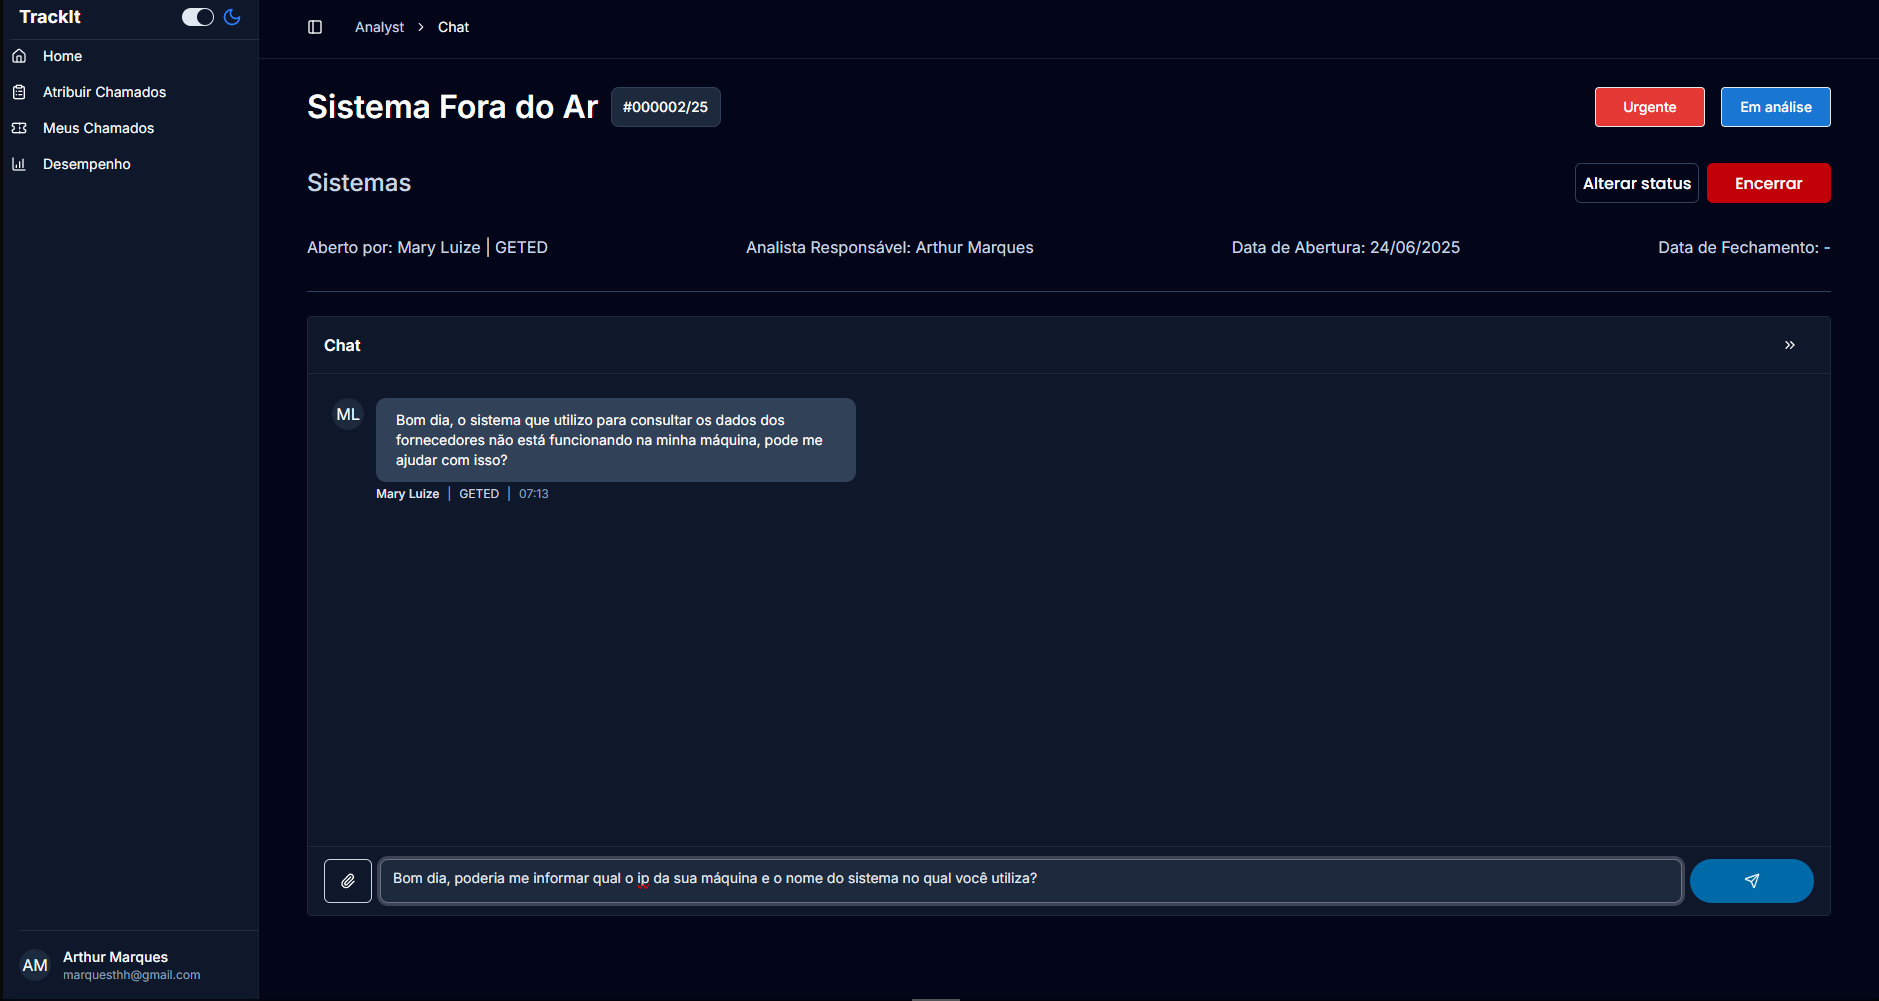 TrackIt
Home
Atribuir Chamados
Meus Chamados
Desempenho
Analyst > Chat
Sistema Fora do Ar #000002/25
Urgente
Em análise
Sistemas
Alterar status
Encerrar
Aberto por: Mary Luize | GETED
Analista Responsável: Arthur Marques
Data de Abertura: 24/06/2025
Data de Fechamento: -
Chat
ML
Bom dia, o sistema que utilizo para consultar os dados dos
fornecedores não está funcionando na minha máquina, pode me
ajudar com isso?
Mary Luize | GETED | 07:13
Bom dia, poderia me informar qual o ip da sua máquina e o nome do sistema no qual você utiliza?
AM
Arthur Marques
marquesthh@gmail.com